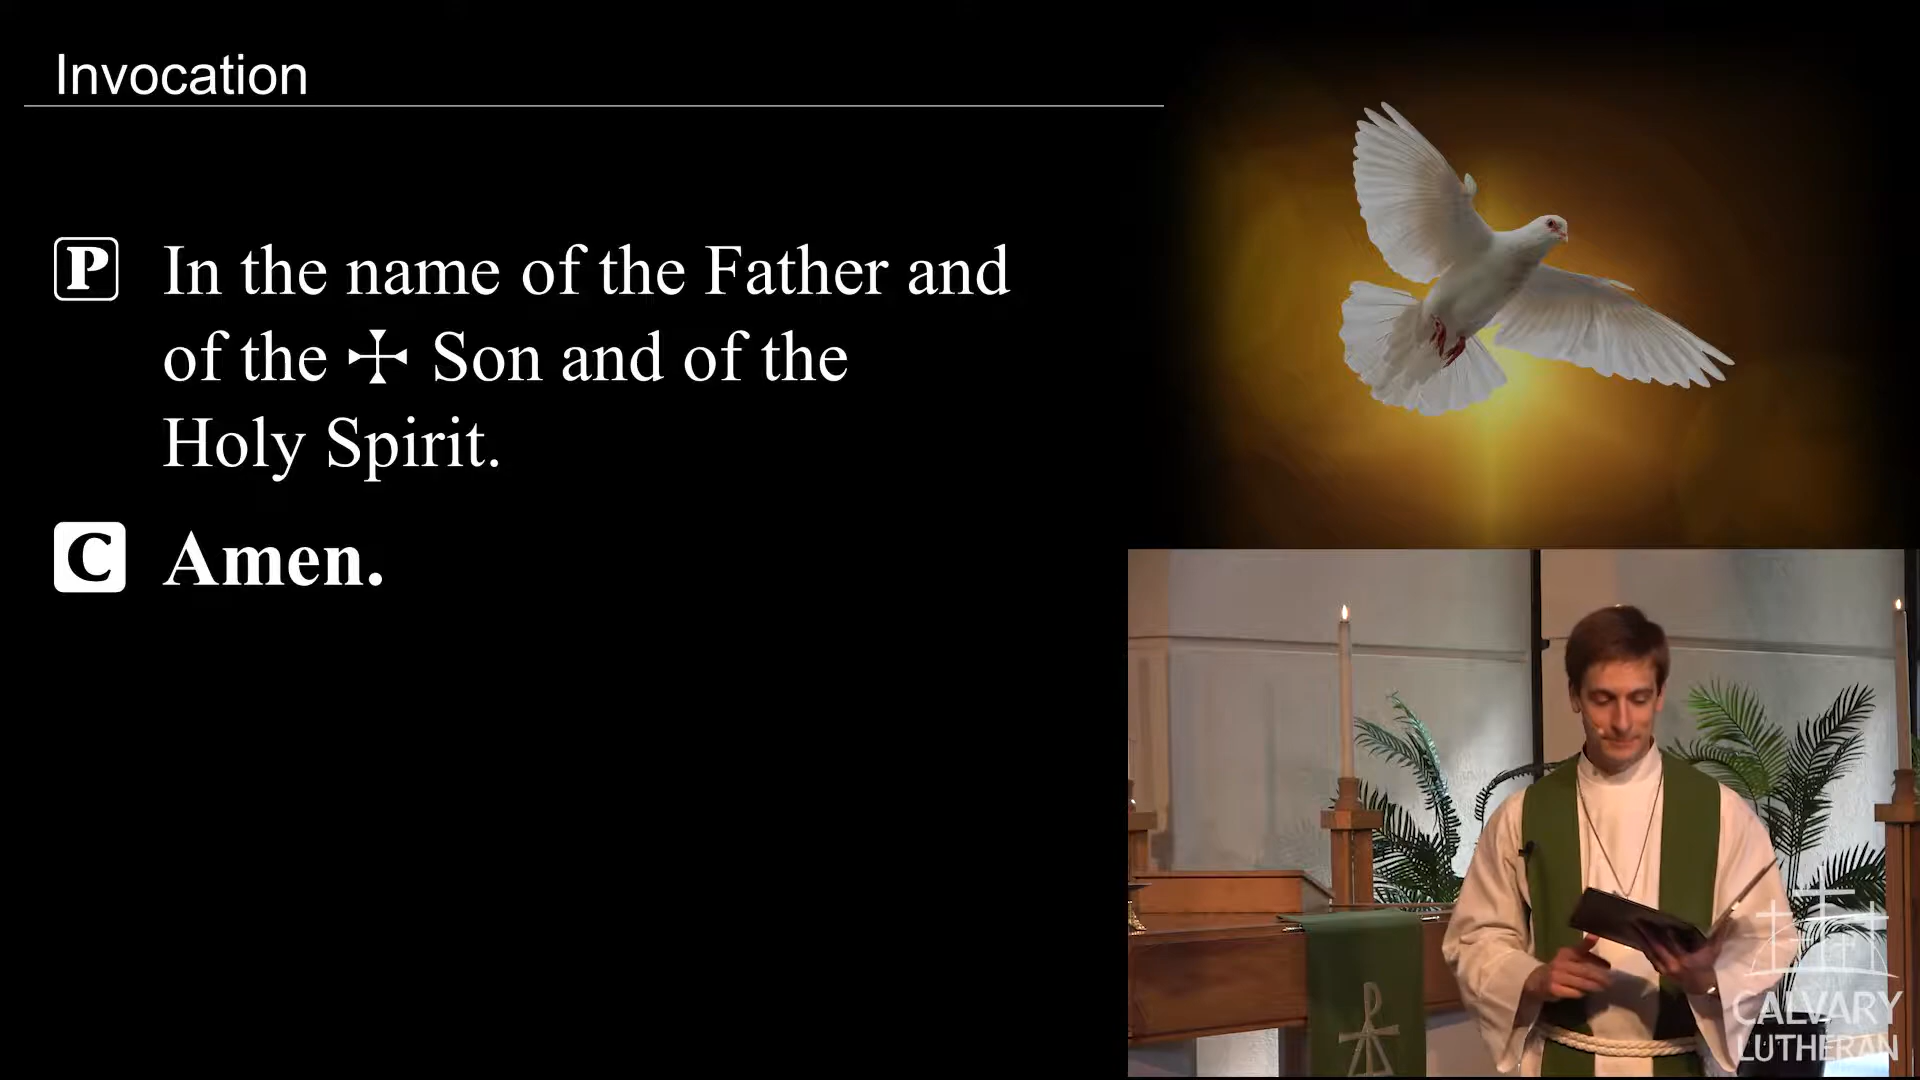 Invocation
P In the name of the Father and
of the ☩ Son and of the
Holy Spirit.
C Amen.
CALVARY
LUTHERAN